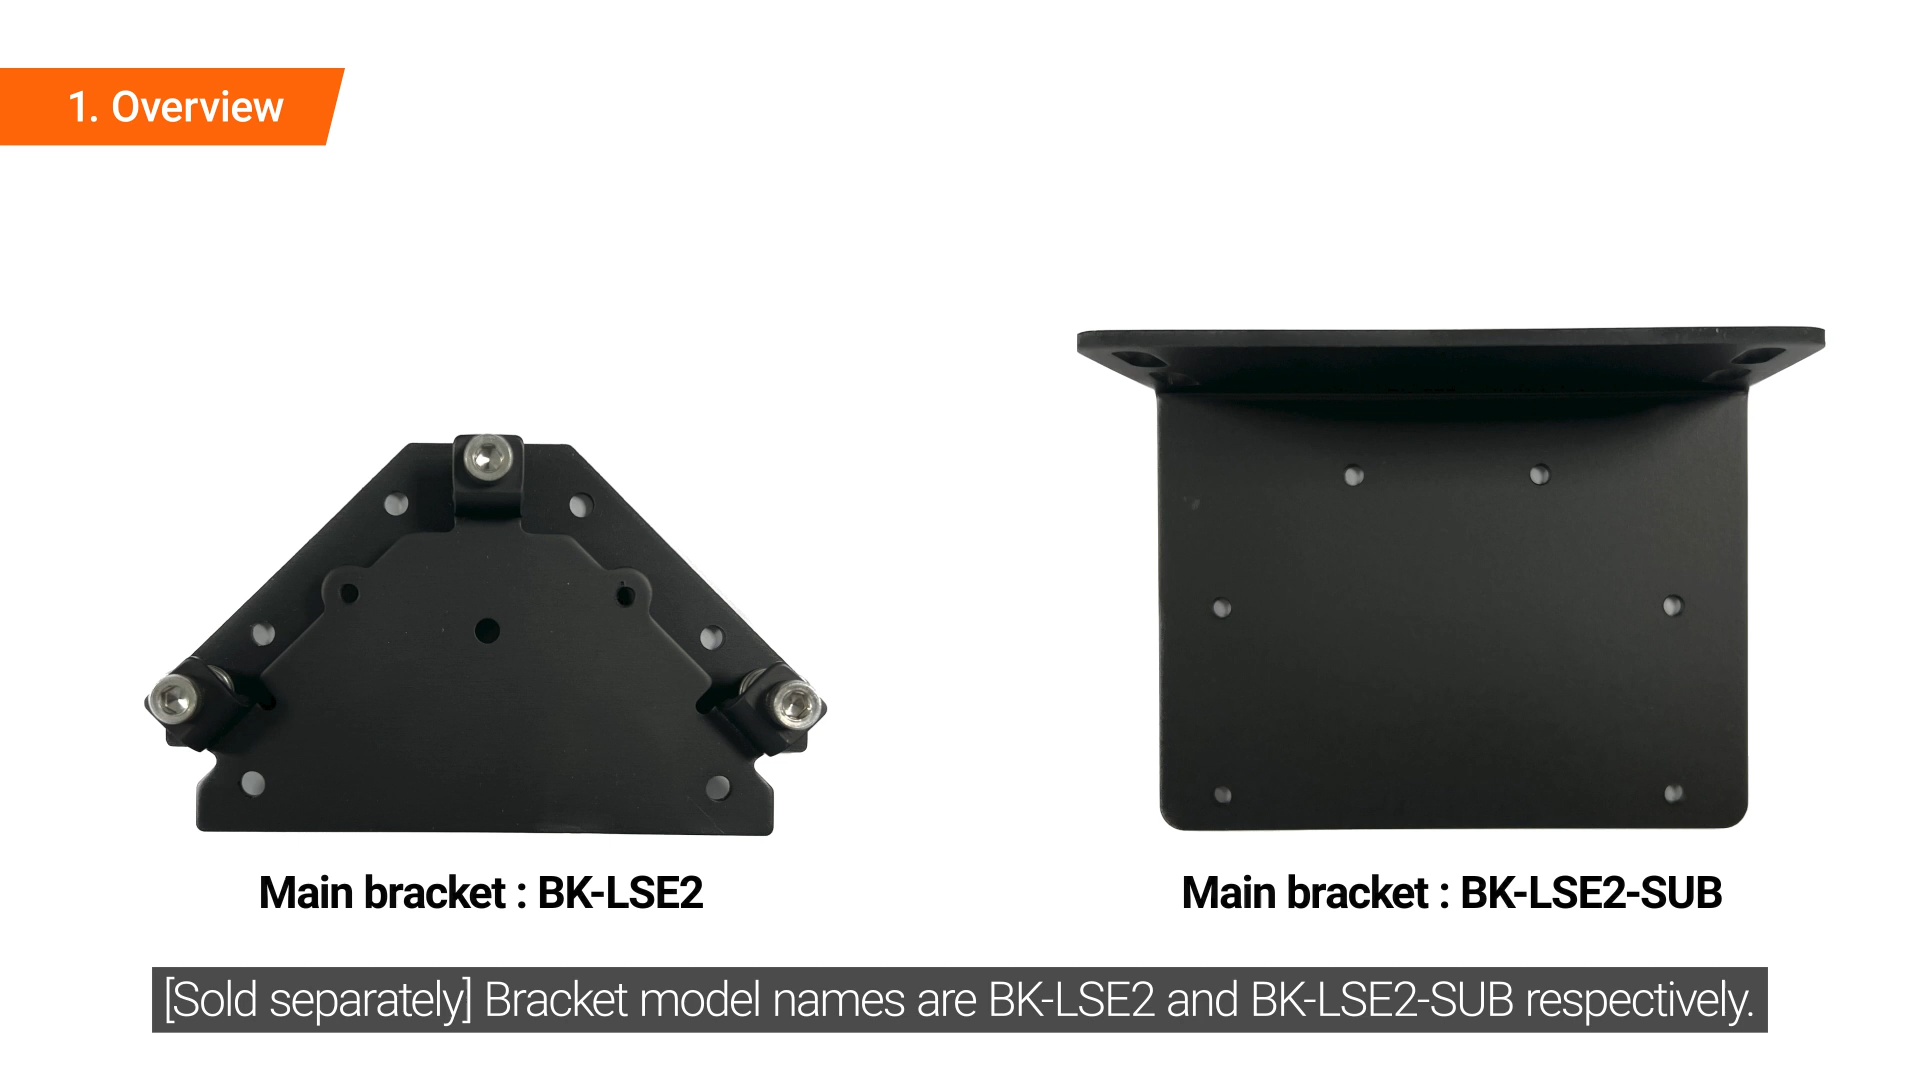 1. Overview
Main bracket : BK-LSE2
Main bracket : BK-LSE2-SUB
[Sold separately] Bracket model names are BK-LSE2 and BK-LSE2-SUB respectively.